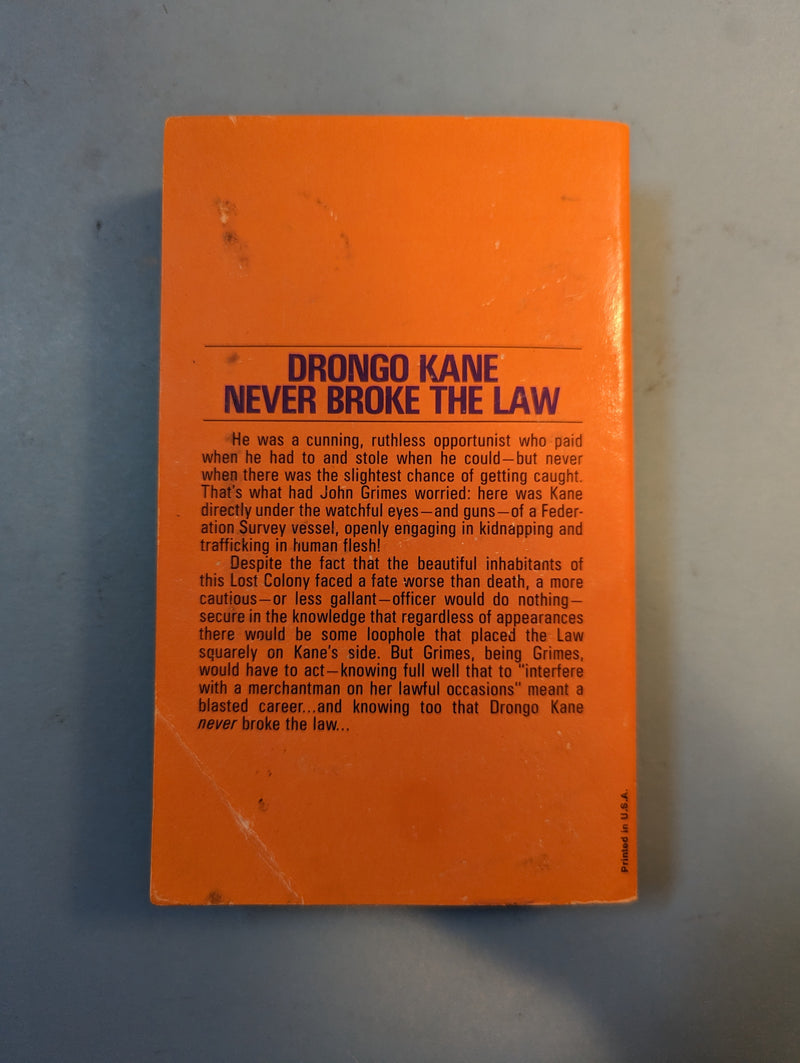 DRONGO KANE
NEVER BROKE THE LAW
He was a cunning, ruthless opportunist who paid
when he had to and stole when he could—but never
when there was the slightest chance of getting caught.
That's what had John Grimes worried: here was Kane
directly under the watchful eyes—and guns—of a Feder-
ation Survey vessel, openly engaging in kidnapping and
trafficking in human flesh!
Despite the fact that the beautiful inhabitants of
this Lost Colony faced a fate worse than death, a more
cautious—or less gallant—officer would do nothing—
secure in the knowledge that regardless of appearances
there would be some loophole that placed the Law
squarely on Kane's side. But Grimes, being Grimes,
would have to act—knowing full well that to "interfere
with a merchantman on her lawful occasions" meant a
blasted career...and knowing too that Drongo Kane
never broke the law...
Printed in U.S.A.